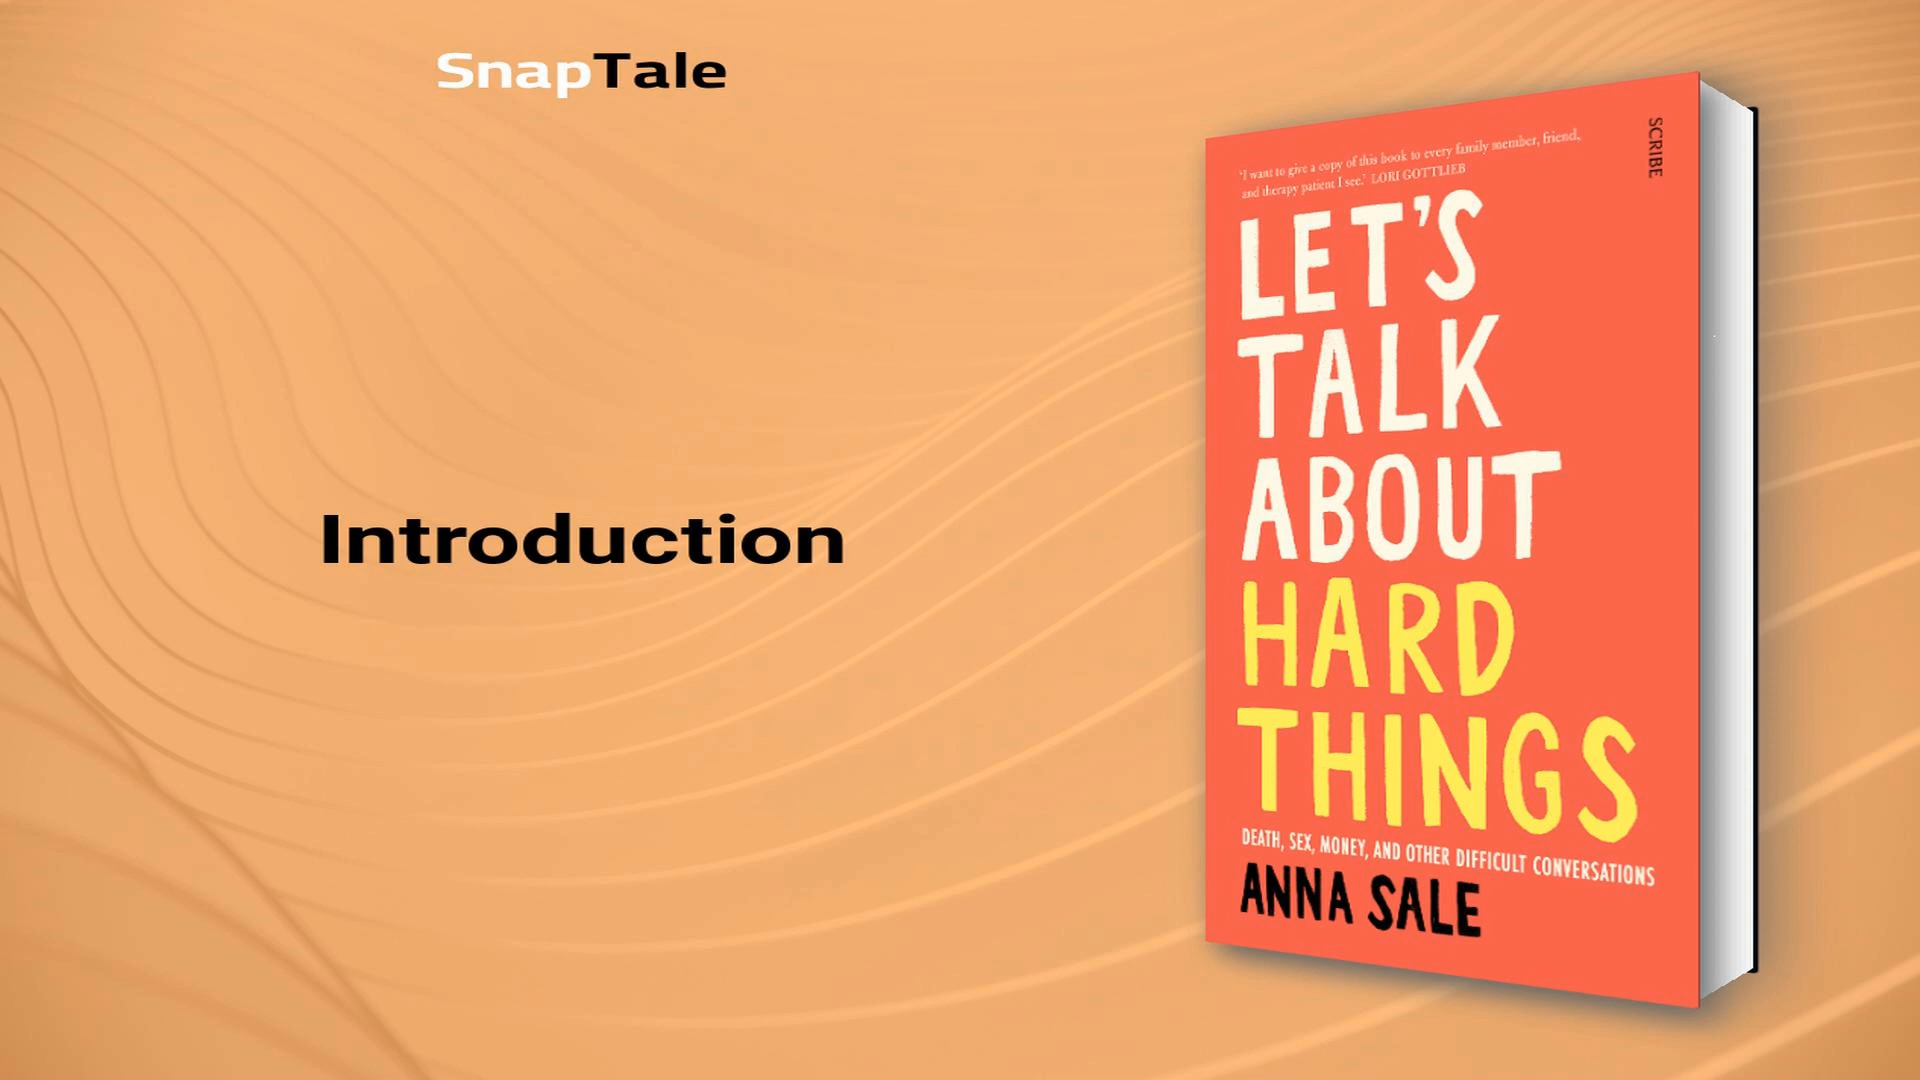 SnapTale
Introduction
SCRIBE
'I want to give a copy of this book to every family member, friend,
and therapy patient I see.' LORI GOTTLIEB
LET'S
TALK
ABOUT
HARD
THINGS
DEATH, SEX, MONEY, AND OTHER DIFFICULT CONVERSATIONS
ANNA SALE